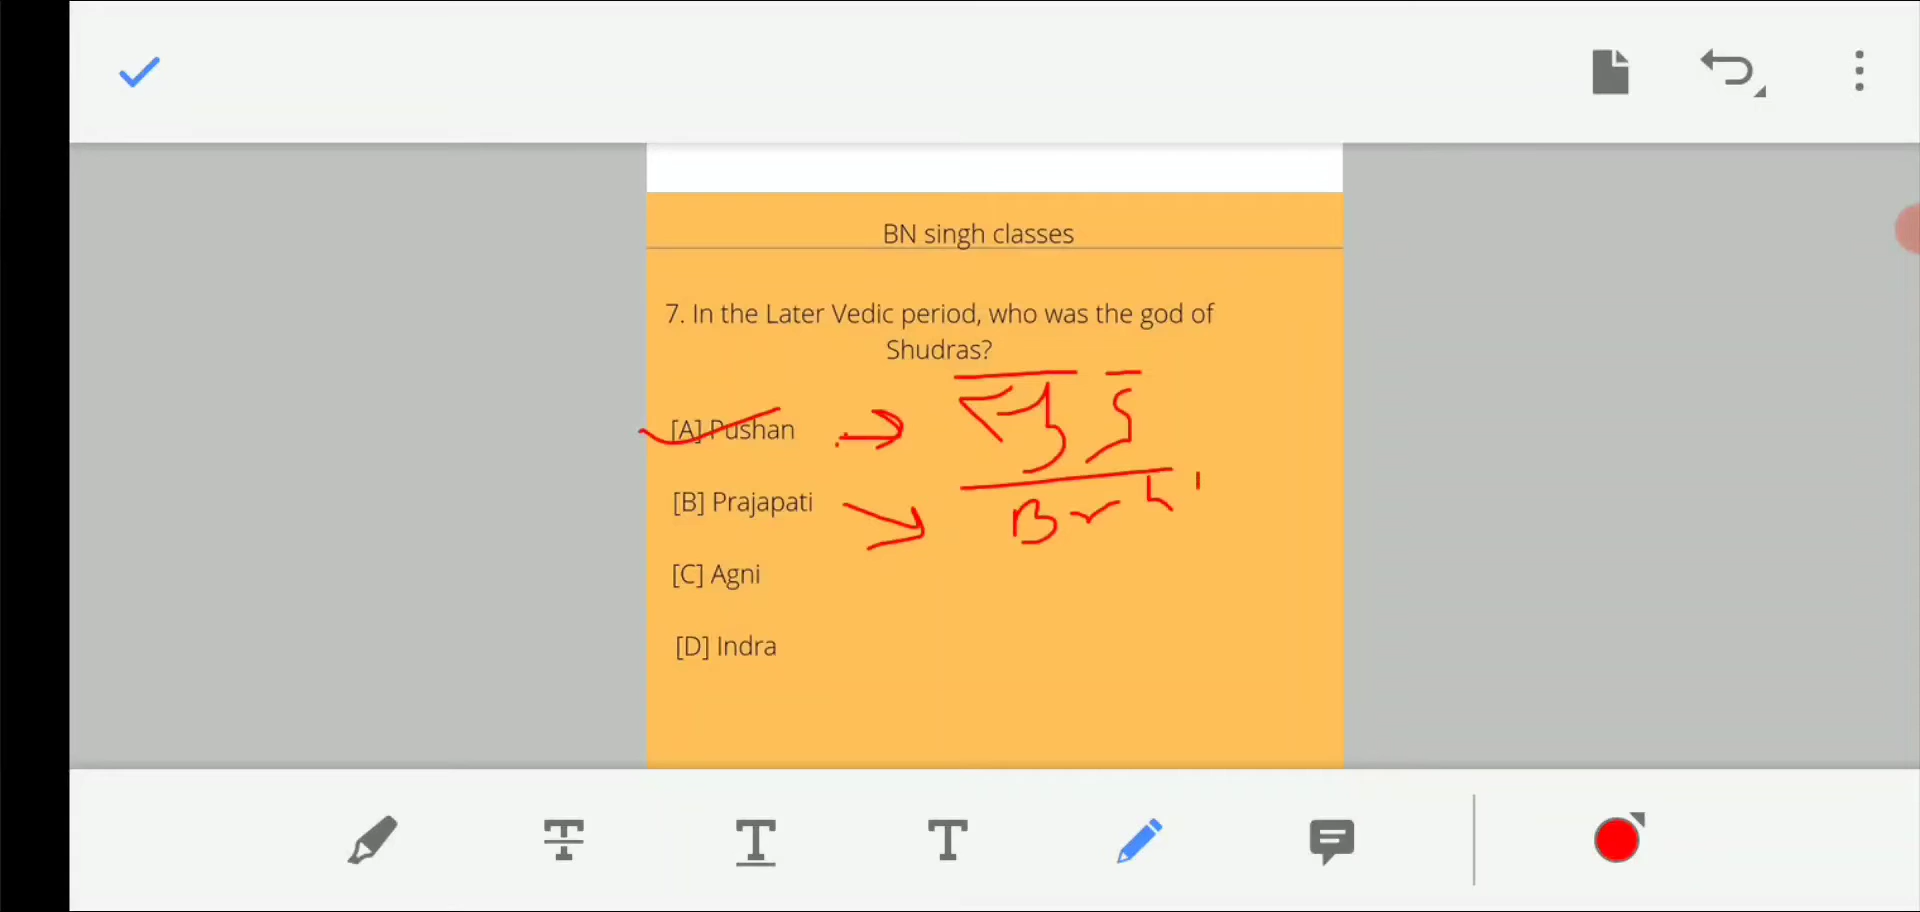 BN singh classes
7. In the Later Vedic period, who was the god of
Shudras?
[A] Pushan
[B] Prajapati
[C] Agni
[D] Indra